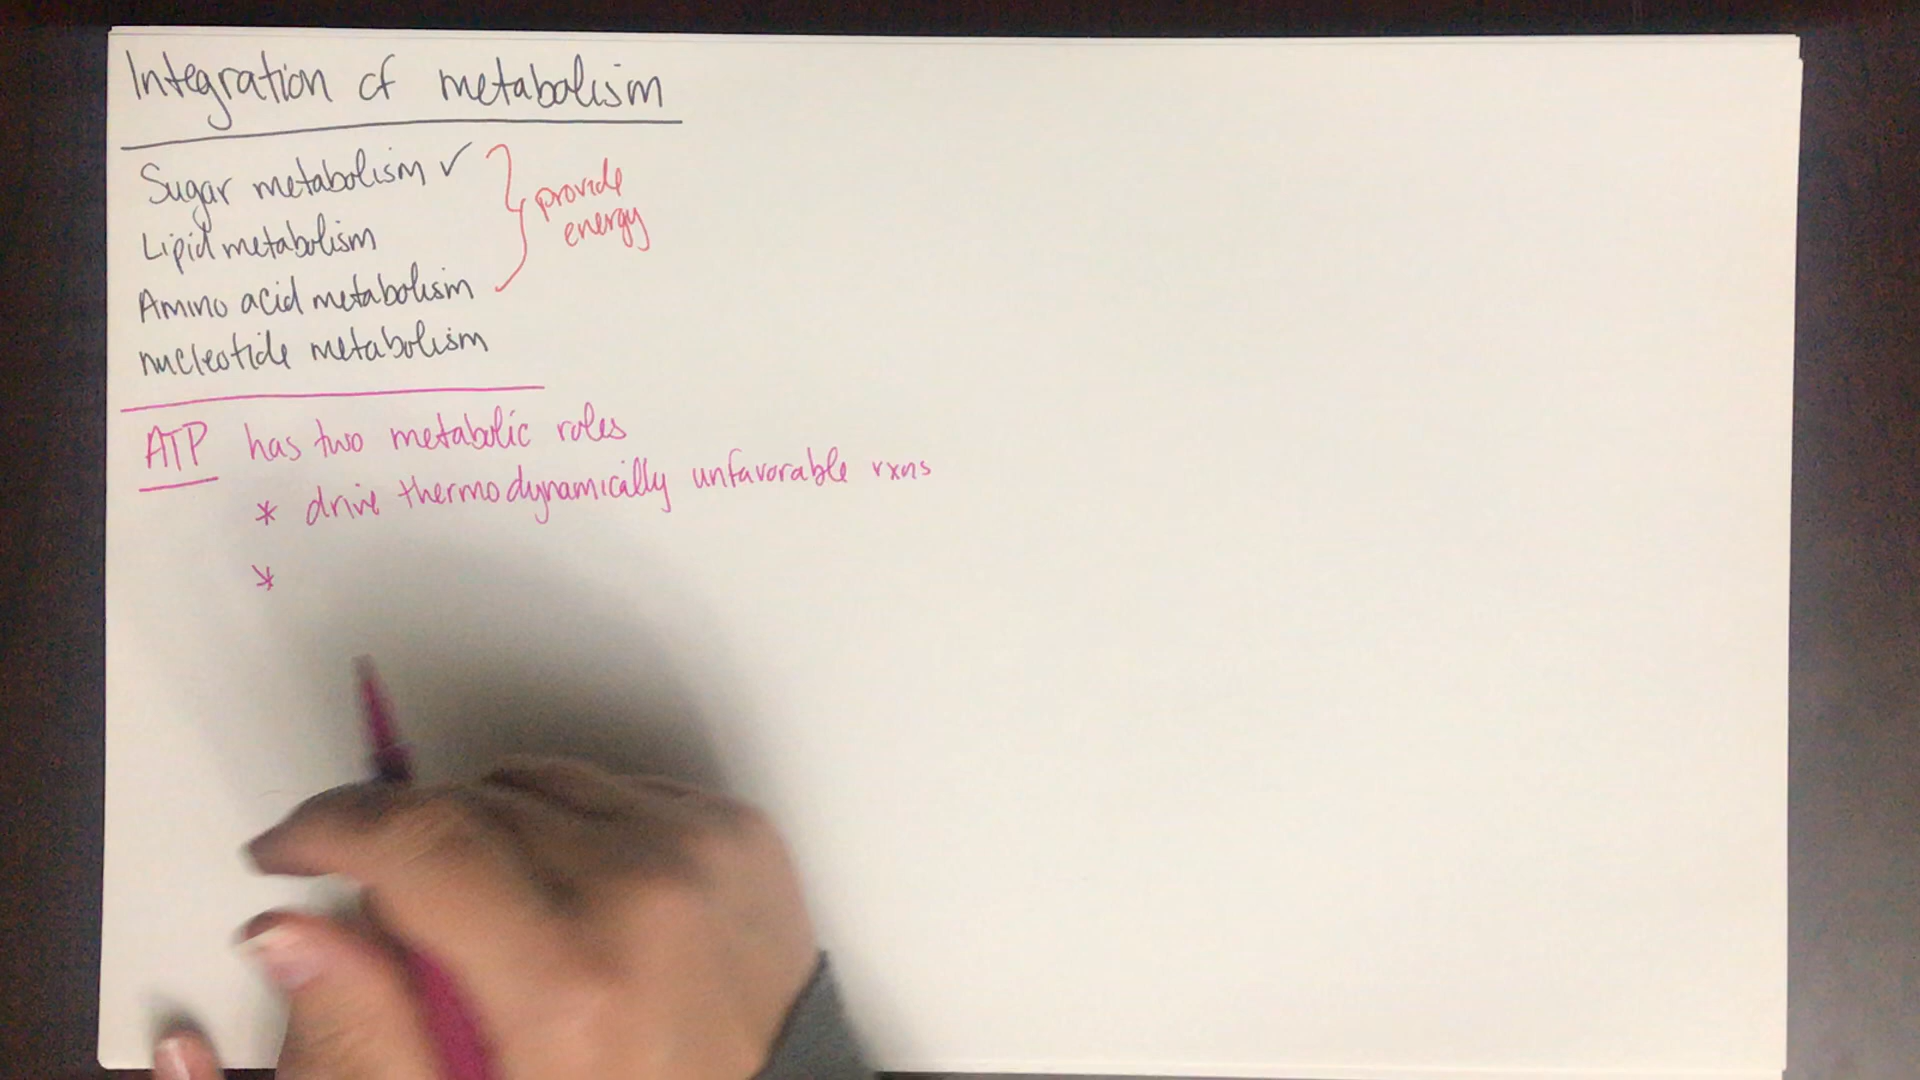 Integration of metabolism
Sugar metabolism ✓
Lipid metabolism
Amino acid metabolism
nucleotide metabolism
provide
energy
ATP has two metabolic roles
* drive thermodynamically unfavorable rxns
*